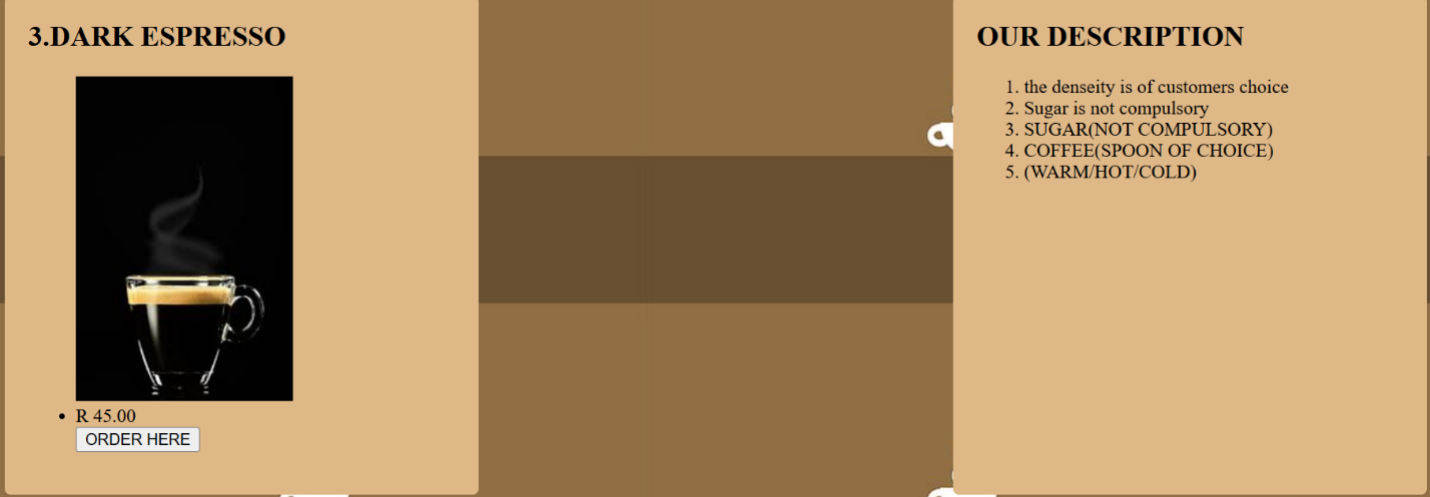 3.DARK ESPRESSO
R 45.00
ORDER HERE
OUR DESCRIPTION
1. the denseity is of customers choice
2. Sugar is not compulsory
3. SUGAR(NOT COMPULSORY)
4. COFFEE(SPOON OF CHOICE)
5. (WARM/HOT/COLD)